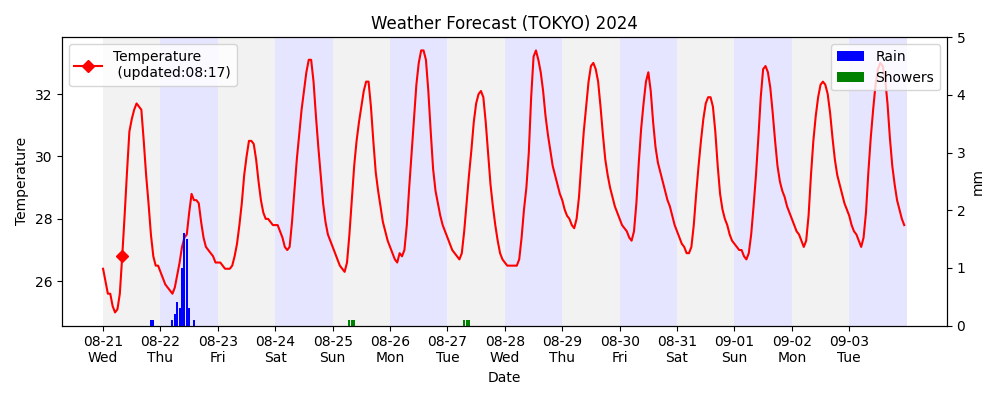 Weather Forecast (TOKYO) 2024
Temperature
(updated:08:17)
Rain
Showers
Temperature
32
30
28
26
5
4
3
2
1
0
mm
08-21 08-22 08-23 08-24 08-25 08-26 08-27 08-28 08-29 08-30 08-31 09-01 09-02 09-03
Wed Thu Fri Sat Sun Mon Tue Wed Thu Fri Sat Sun Mon Tue
Date